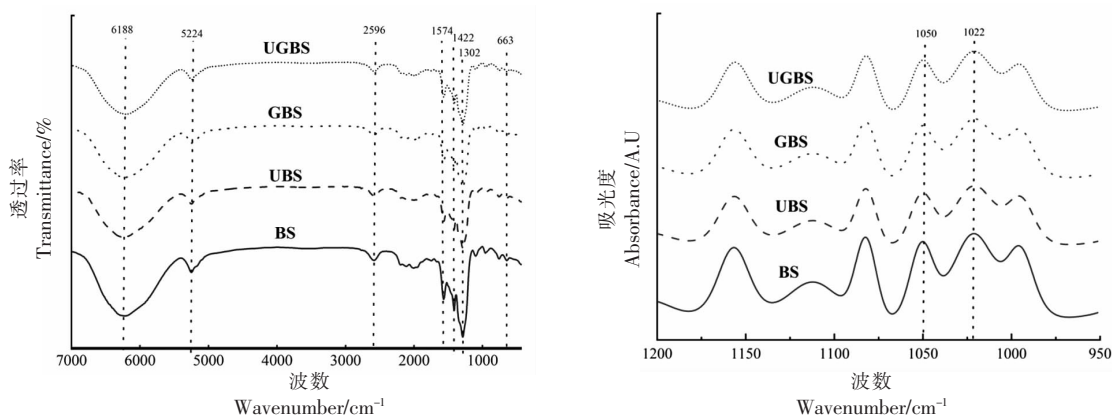 6188
5224
2596
1574
1422
1302
663
UGBS
GBS
UBS
BS
透过率
Transmittance/%
7000
6000
5000
4000
3000
2000
1000
波数
Wavenumber/cm⁻¹
1050
1022
UGBS
GBS
UBS
BS
吸光度
Absorbance/A.U
1200
1150
1100
1050
1000
950
波数
Wavenumber/cm⁻¹